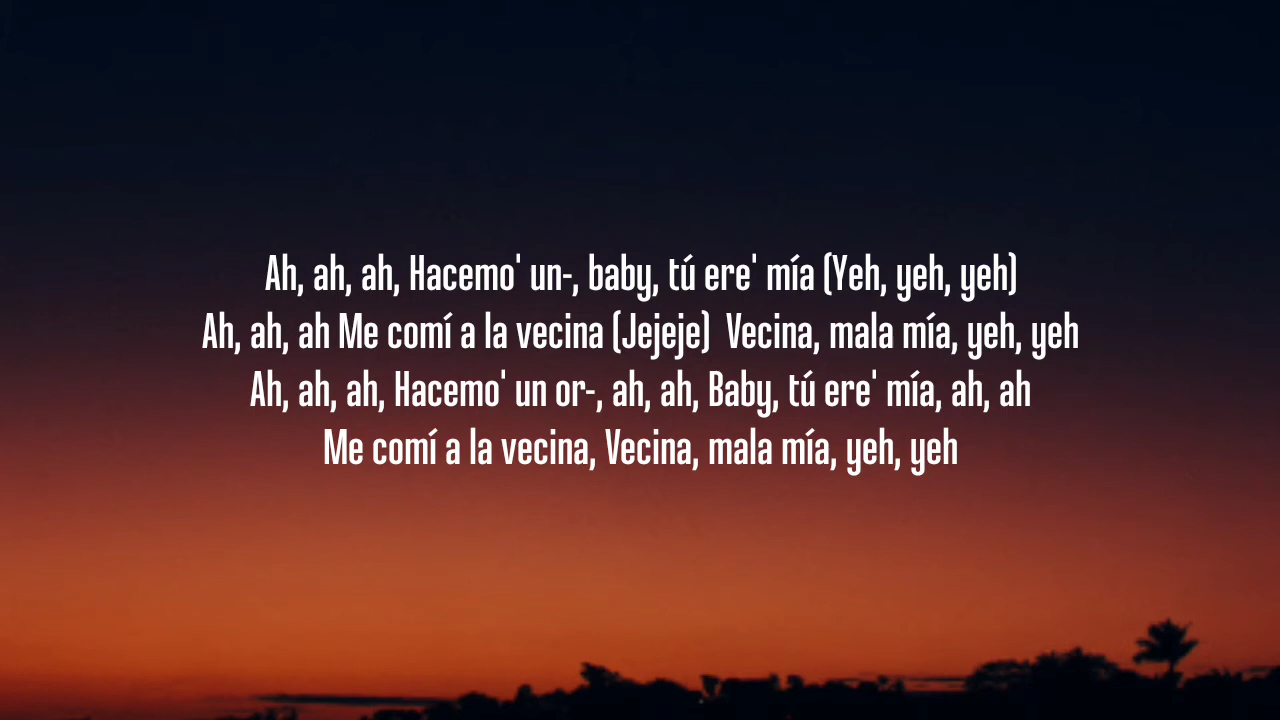 Ah, ah, ah, Hacemo' un-, baby, tú ere' mía (Yeh, yeh, yeh)
Ah, ah, ah Me comí a la vecina (Jejeje)  Vecina, mala mía, yeh, yeh
Ah, ah, ah, Hacemo' un or-, ah, ah, Baby, tú ere' mía, ah, ah
Me comí a la vecina, Vecina, mala mía, yeh, yeh